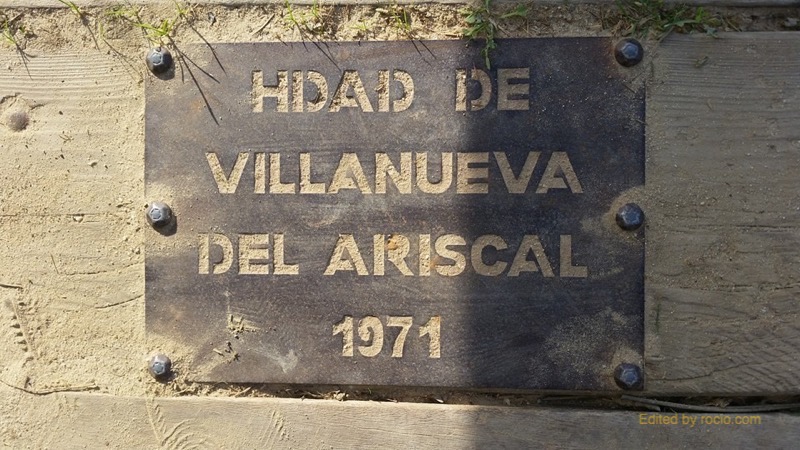 HDAD DE
VILLANUEVA
DEL ARISCAL
1971
Edited by rocio.com